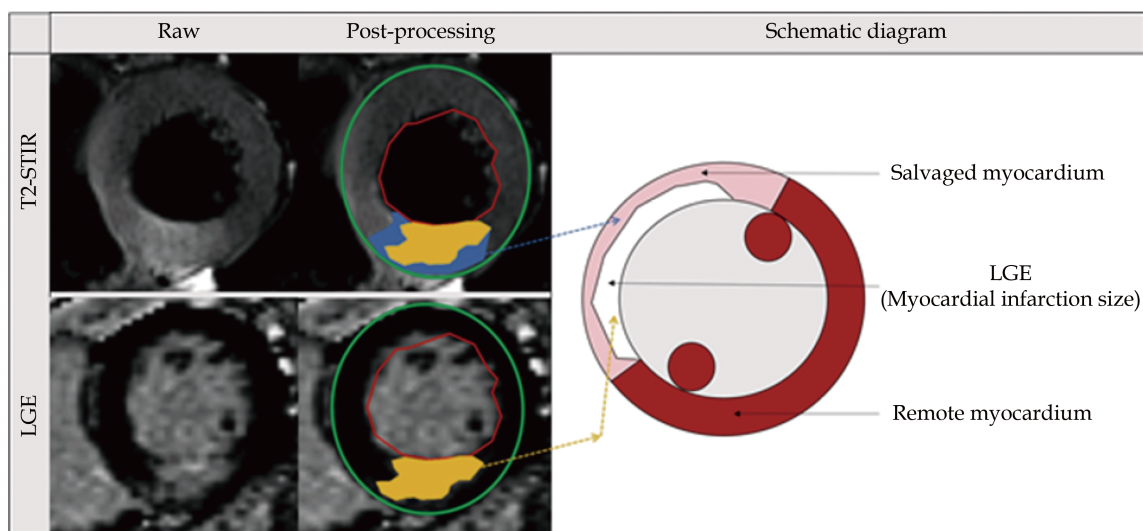 Raw
Post-processing
Schematic diagram
T2-STIR
Salvaged myocardium
LGE
(Myocardial infarction size)
LGE
Remote myocardium